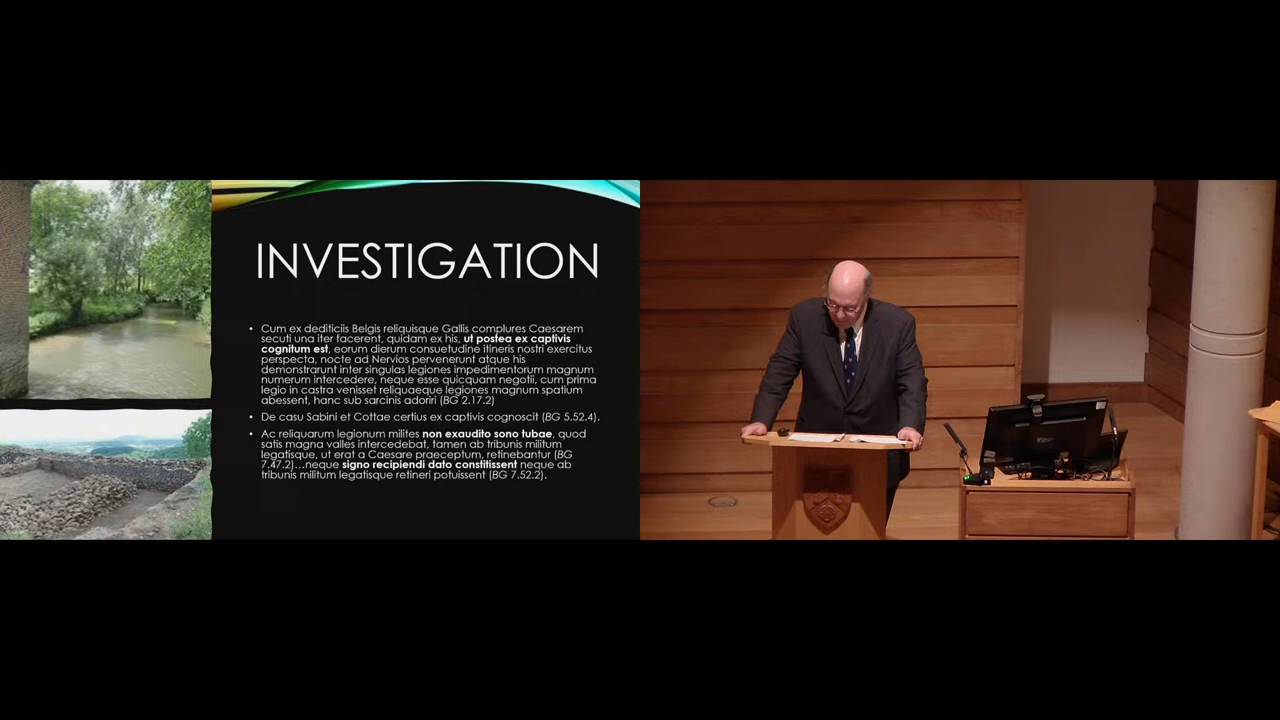 INVESTIGATION
• Cum ex dediticiis Belgis reliquisque Gallis complures Caesarem
secuti una iter facerent, quidam ex his, ut postea ex captivis
cognitum est, eorum dierum consuetudine itineris nostri exercitus
perspecta, nocte ad Nervios pervenerunt atque his
demonstrarunt inter singulas legiones impedimentorum magnum
numerum intercedere, neque esse quicquam negotii, cum prima
legio in castra venisset reliquaeque legiones magnum spatium
abessent, hanc sub sarcinis adoriri (BG 2.17.2)
• De casu Sabini et Cottae certius ex captivis cognoscit (BG 5.52.4).
• Ac reliquarum legionum milites non exaudito sono tubae, quod
satis magna valles intercedebat, tamen ab tribunis militum
legatisque, ut erat a Caesare praeceptum, retinebantur (BG
7.47.2)…neque signo recipiendi dato constitissent neque ab
tribunis militum legatisque retineri potuissent (BG 7.52.2).